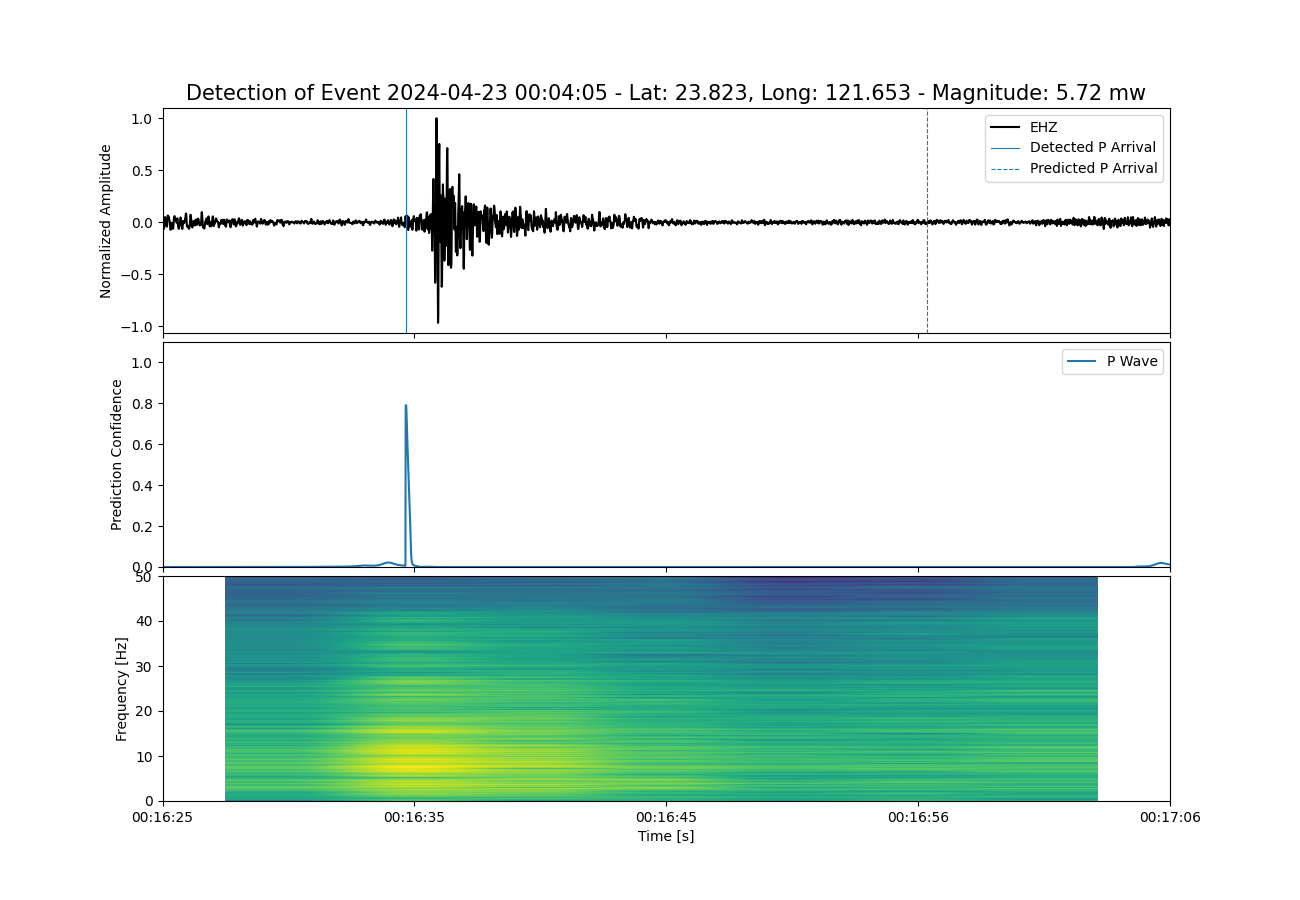 Detection of Event 2024-04-23 00:04:05 - Lat: 23.823, Long: 121.653 - Magnitude: 5.72 mw
1.0
0.5
0.0
−0.5
−1.0
Normalized Amplitude
EHZ
Detected P Arrival
Predicted P Arrival
1.0
0.8
0.6
0.4
0.2
0.0
Prediction Confidence
P Wave
50
40
30
20
10
0
Frequency [Hz]
00:16:25 00:16:35 00:16:45 00:16:56 00:17:06
Time [s]